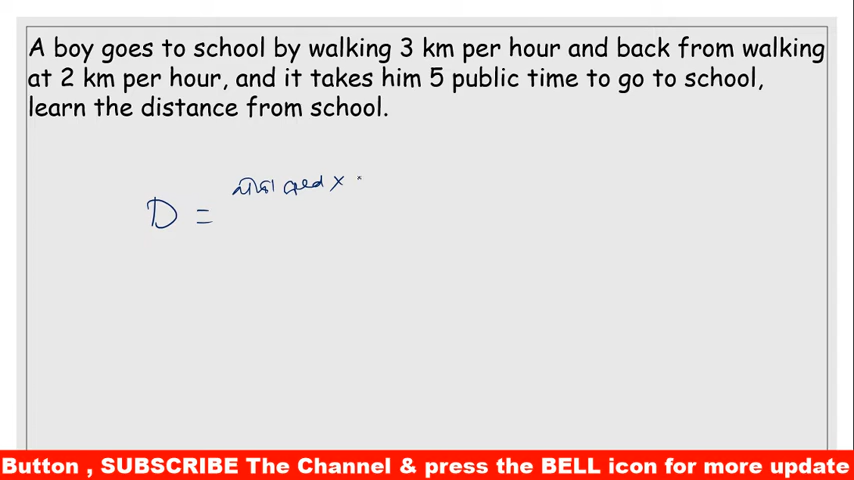 A boy goes to school by walking 3 km per hour and back from walking
at 2 km per hour, and it takes him 5 public time to go to school,
learn the distance from school.
D = ×
Button , SUBSCRIBE The Channel & press the BELL icon for more update